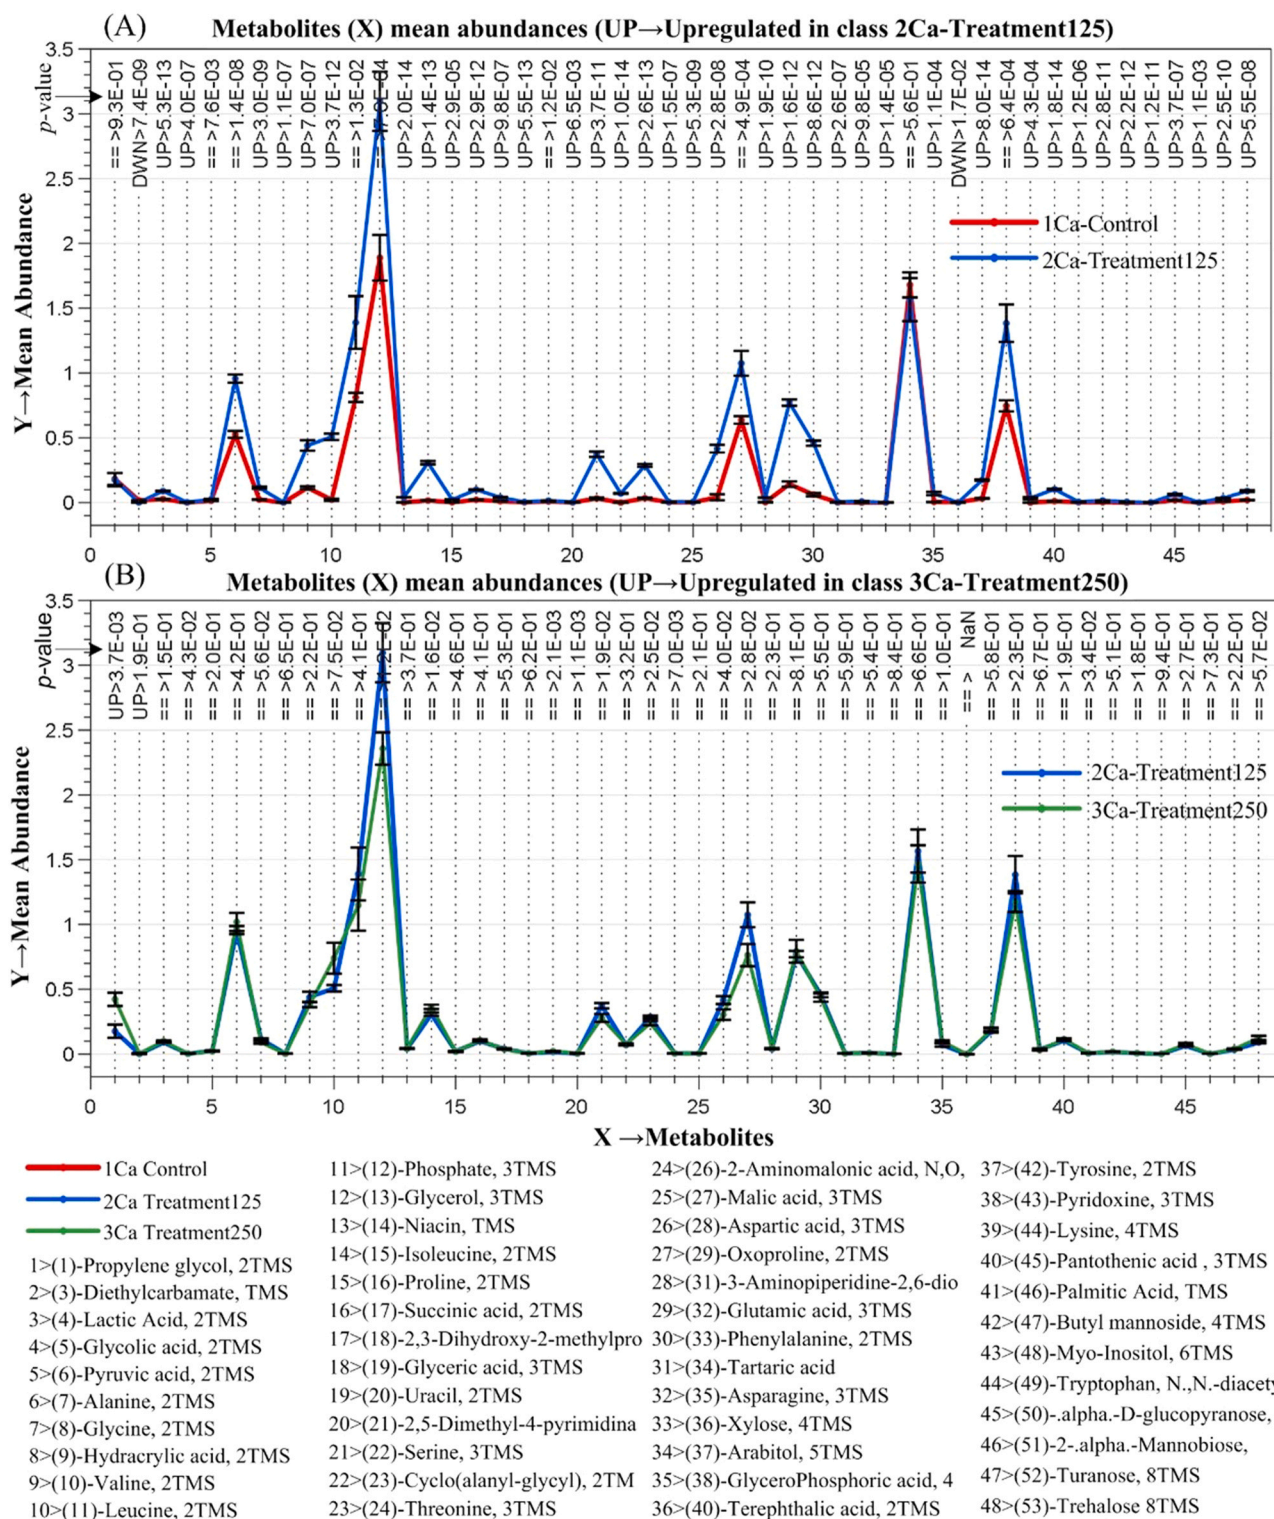 (A)
Metabolites (X) mean abundances (UP→Upregulated in class 2Ca-Treatment125)
p-value
== >9.3E-01
DWN>7.4E-09
UP>5.3E-13
UP>4.0E-07
== >7.6E-03
== >1.4E-08
UP>3.0E-09
UP>1.1E-07
UP>7.0E-07
UP>3.7E-12
== >1.3E-02
UP>2.0E-14
UP>1.4E-13
UP>2.9E-05
UP>2.9E-12
UP>9.8E-07
UP>5.5E-13
== >1.2E-02
UP>6.5E-03
UP>3.7E-11
UP>1.0E-14
UP>2.6E-13
UP>1.5E-07
UP>5.3E-09
UP>2.8E-08
== >4.9E-04
UP>1.9E-10
UP>1.6E-12
UP>8.6E-12
UP>2.6E-07
UP>9.8E-05
UP>1.4E-05
== >5.6E-01
UP>1.1E-04
DWN>1.7E-02
UP>8.0E-14
== >6.4E-04
UP>4.3E-04
UP>1.8E-14
UP>1.2E-06
UP>2.8E-11
UP>2.2E-12
UP>1.2E-11
UP>3.7E-07
UP>1.1E-03
UP>2.5E-10
UP>5.5E-08
Y→Mean Abundance
3.5
3
2.5
2
1.5
1
0.5
0
1Ca-Control
2Ca-Treatment125
0 5 10 15 20 25 30 35 40 45
(B)
Metabolites (X) mean abundances (UP→Upregulated in class 3Ca-Treatment250)
p-value
UP>3.7E-03
UP>1.9E-01
== >1.5E-01
== >4.3E-02
== >2.0E-01
== >4.2E-01
== >5.6E-02
== >6.5E-01
== >2.2E-01
== >7.5E-02
== >4.1E-01
== >3.7E-01
== >1.6E-02
== >4.6E-01
== >4.1E-01
== >5.3E-01
== >6.2E-01
== >2.1E-03
== >1.1E-03
== >1.9E-02
== >3.2E-01
== >2.5E-02
== >7.0E-03
== >2.1E-01
== >4.0E-02
== >2.8E-02
== >2.3E-01
== >8.1E-01
== >5.5E-01
== >5.9E-01
== >5.4E-01
== >8.4E-01
== >6.6E-01
== >1.0E-01
== > NaN
== >5.8E-01
== >2.3E-01
== >6.7E-01
== >1.9E-01
== >3.4E-02
== >5.1E-01
== >1.8E-01
== >9.4E-01
== >2.7E-02
== >7.3E-01
== >2.2E-01
== >5.7E-02
Y→Mean Abundance
3.5
3
2.5
2
1.5
1
0.5
0
2Ca-Treatment125
3Ca-Treatment250
0 5 10 15 20 25 30 35 40 45
X →Metabolites
1Ca Control
2Ca Treatment125
3Ca Treatment250
1>(1)-Propylene glycol, 2TMS
2>(3)-Diethylcarbamate, TMS
3>(4)-Lactic Acid, 2TMS
4>(5)-Glycolic acid, 2TMS
5>(6)-Pyruvic acid, 2TMS
6>(7)-Alanine, 2TMS
7>(8)-Glycine, 2TMS
8>(9)-Hydracrylic acid, 2TMS
9>(10)-Valine, 2TMS
10>(11)-Leucine, 2TMS
11>(12)-Phosphate, 3TMS
12>(13)-Glycerol, 3TMS
13>(14)-Niacin, TMS
14>(15)-Isoleucine, 2TMS
15>(16)-Proline, 2TMS
16>(17)-Succinic acid, 2TMS
17>(18)-2,3-Dihydroxy-2-methylpro
18>(19)-Glyceric acid, 3TMS
19>(20)-Uracil, 2TMS
20>(21)-2,5-Dimethyl-4-pyrimidina
21>(22)-Serine, 3TMS
22>(23)-Cyclo(alanyl-glycyl), 2TM
23>(24)-Threonine, 3TMS
24>(26)-2-Aminomalonic acid, N,O,
25>(27)-Malic acid, 3TMS
26>(28)-Aspartic acid, 3TMS
27>(29)-Oxoproline, 2TMS
28>(31)-3-Aminopiperidine-2,6-dio
29>(32)-Glutamic acid, 3TMS
30>(33)-Phenylalanine, 2TMS
31>(34)-Tartaric acid
32>(35)-Asparagine, 3TMS
33>(36)-Xylose, 4TMS
34>(37)-Arabitol, 5TMS
35>(38)-GlyceroPhosphoric acid, 4
36>(40)-Terephthalic acid, 2TMS
37>(42)-Tyrosine, 2TMS
38>(43)-Pyridoxine, 3TMS
39>(44)-Lysine, 4TMS
40>(45)-Pantothenic acid , 3TMS
41>(46)-Palmitic Acid, TMS
42>(47)-Butyl mannoside, 4TMS
43>(48)-Myo-Inositol, 6TMS
44>(49)-Tryptophan, N.,N.-diacety
45>(50)-.alpha.-D-glucopyranose,
46>(51)-2-.alpha.-Mannobiose,
47>(52)-Turanose, 8TMS
48>(53)-Trehalose 8TMS